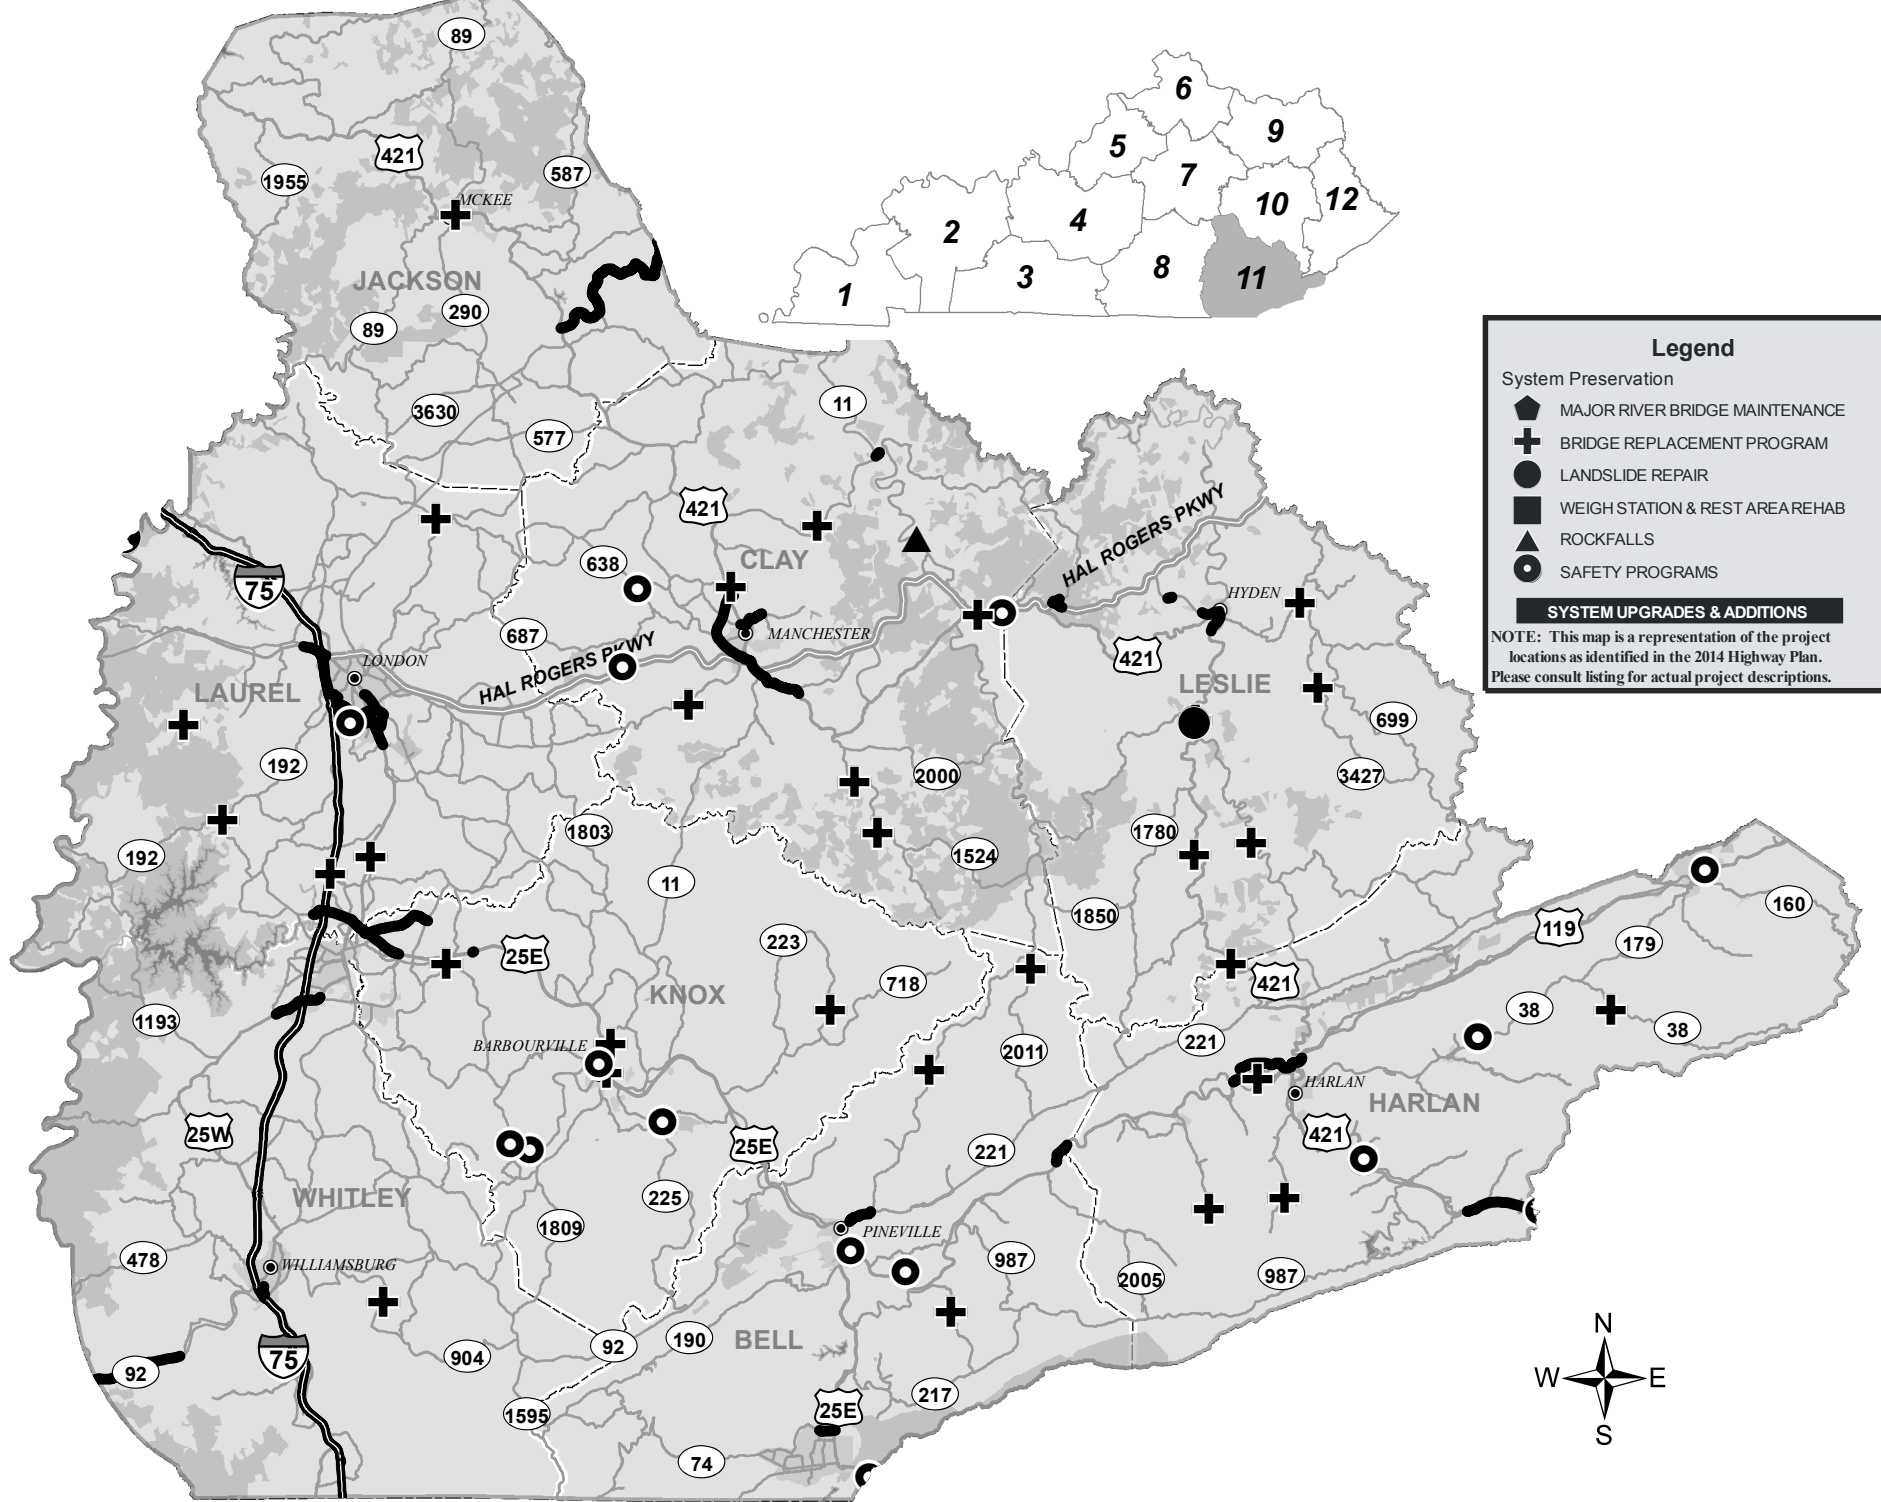 89
6
9
5
421
7
587
1955
10
12
MCKEE
2
4
8
11
3
1
JACKSON
290
89
Legend
System Preservation
MAJOR RIVER BRIDGE MAINTENANCE
BRIDGE REPLACEMENT PROGRAM
LANDSLIDE REPAIR
WEIGH STATION & REST AREA REHAB
ROCKFALLS
SAFETY PROGRAMS
SYSTEM UPGRADES & ADDITIONS
NOTE: This map is a representation of the project
locations as identified in the 2014 Highway Plan.
Please consult listing for actual project descriptions.
11
3630
577
421
HAL ROGERS PKWY
CLAY
638
75
HYDEN
687
MANCHESTER
421
LONDON
HAL ROGERS PKWY
LAUREL
LESLIE
699
192
2000
3427
1803
1780
192
1524
11
1850
160
119
223
179
25E
718
421
KNOX
38
1193
38
221
BARBOURVILLE
2011
HARLAN
HARLAN
25W
421
25E
221
WHITLEY
225
1809
PINEVILLE
478
987
WILLIAMSBURG
2005
987
N
190
BELL
92
904
75
92
W
E
217
25E
1595
S
74